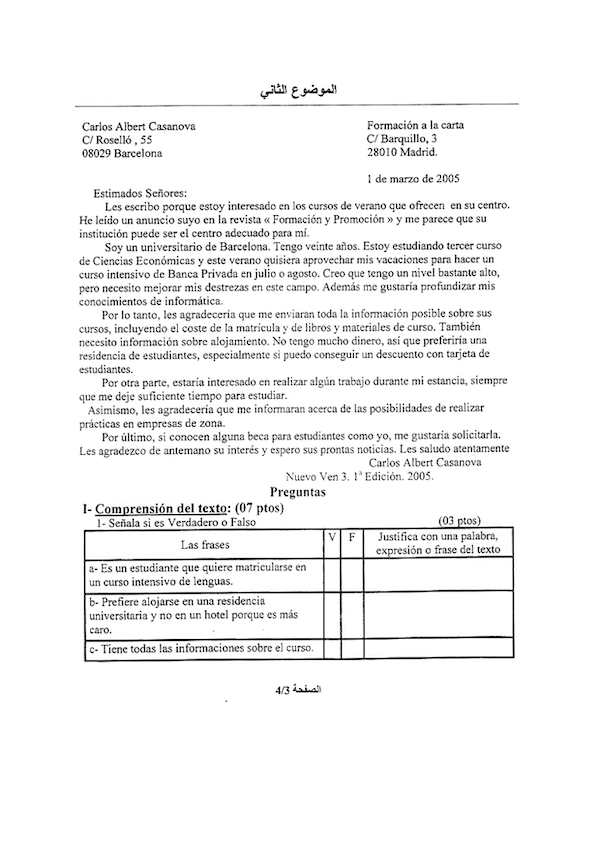 الموضوع الثاني
Carlos Albert Casanova
C/ Roselló , 55
08029 Barcelona
Formación a la carta
C/ Barquillo, 3
28010 Madrid.
1 de marzo de 2005
Estimados Señores:
Les escribo porque estoy interesado en los cursos de verano que ofrecen en su centro.
He leído un anuncio suyo en la revista « Formación y Promoción » y me parece que su
institución puede ser el centro adecuado para mí.
Soy un universitario de Barcelona. Tengo veinte años. Estoy estudiando tercer curso
de Ciencias Económicas y este verano quisiera aprovechar mis vacaciones para hacer un
curso intensivo de Banca Privada en julio o agosto. Creo que tengo un nivel bastante alto,
pero necesito mejorar mis destrezas en este campo. Además me gustaría profundizar mis
conocimientos de informática.
Por lo tanto, les agradecería que me enviaran toda la información posible sobre sus
cursos, incluyendo el coste de la matrícula y de libros y materiales de curso. También
necesito información sobre alojamiento. No tengo mucho dinero, así que preferiría una
residencia de estudiantes, especialmente si puedo conseguir un descuento con tarjeta de
estudiantes.
Por otra parte, estaría interesado en realizar algún trabajo durante mi estancia, siempre
que me deje suficiente tiempo para estudiar.
Asimismo, les agradecería que me informaran acerca de las posibilidades de realizar
prácticas en empresas de zona.
Por último, si conocen alguna beca para estudiantes como yo, me gustaría solicitarla.
Les agradezco de antemano su interés y espero sus prontas noticias. Les saludo atentamente
Carlos Albert Casanova
Nuevo Ven 3. 1ª Edición. 2005.
Preguntas
I- Comprensión del texto: (07 ptos)
1- Señala si es Verdadero o Falso (03 ptos)
Las frases V F Justifica con una palabra,
expresión o frase del texto
a- Es un estudiante que quiere matricularse en
un curso intensivo de lenguas.
b- Prefiere alojarse en una residencia
universitaria y no en un hotel porque es más
caro.
c- Tiene todas las informaciones sobre el curso.
الصفحة 4/3